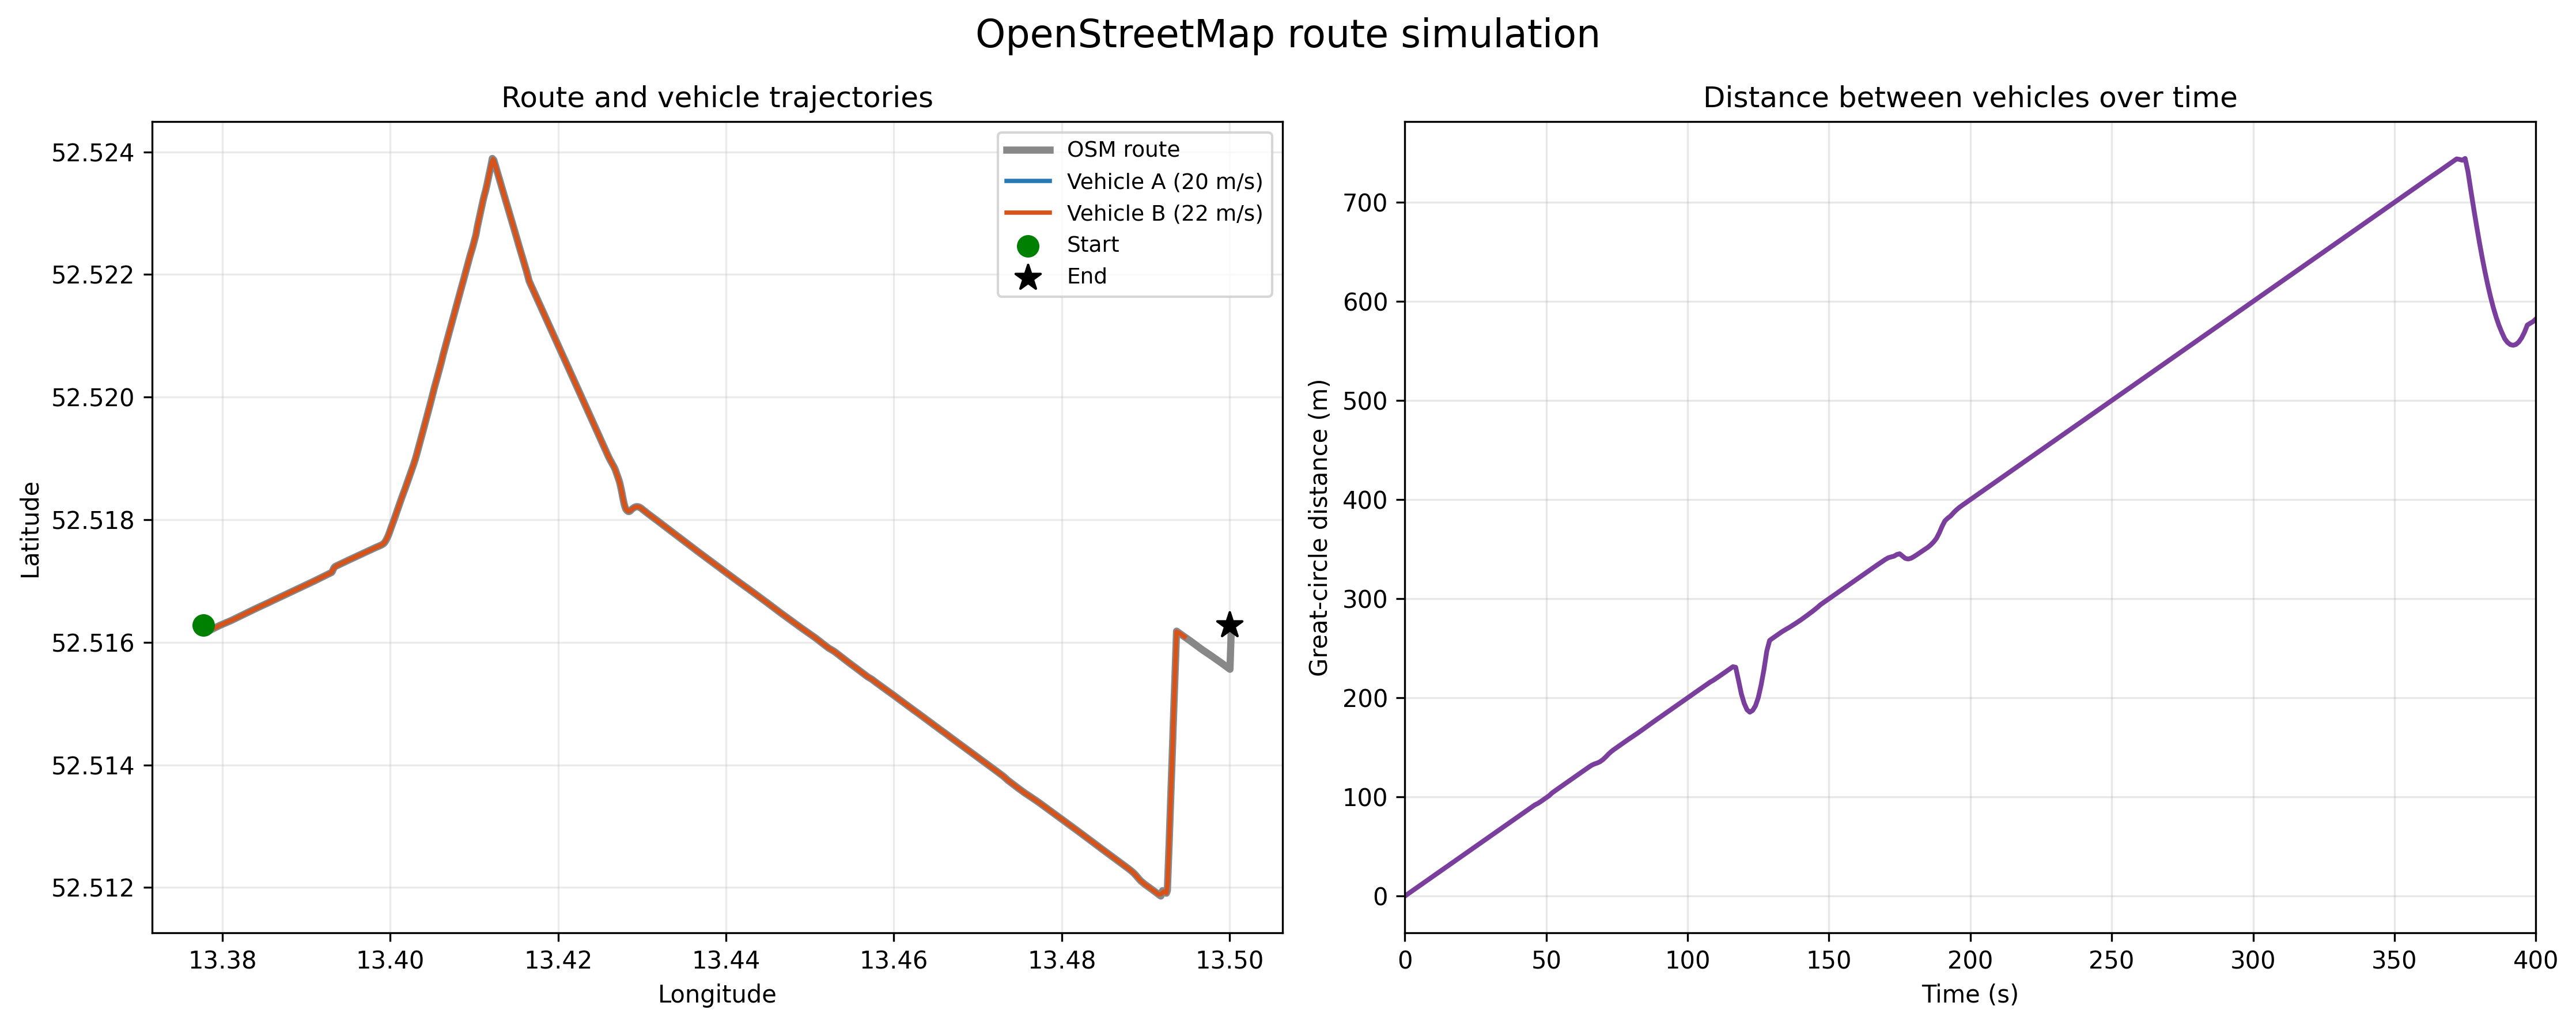 OpenStreetMap route simulation
Route and vehicle trajectories
52.524
52.522
52.520
52.518
52.516
52.514
52.512
Latitude
13.38
13.40
13.42
13.44
13.46
13.48
13.50
Longitude
OSM route
Vehicle A (20 m/s)
Vehicle B (22 m/s)
Start
End
Distance between vehicles over time
700
600
500
400
300
200
100
0
Great-circle distance (m)
0
50
100
150
200
250
300
350
400
Time (s)